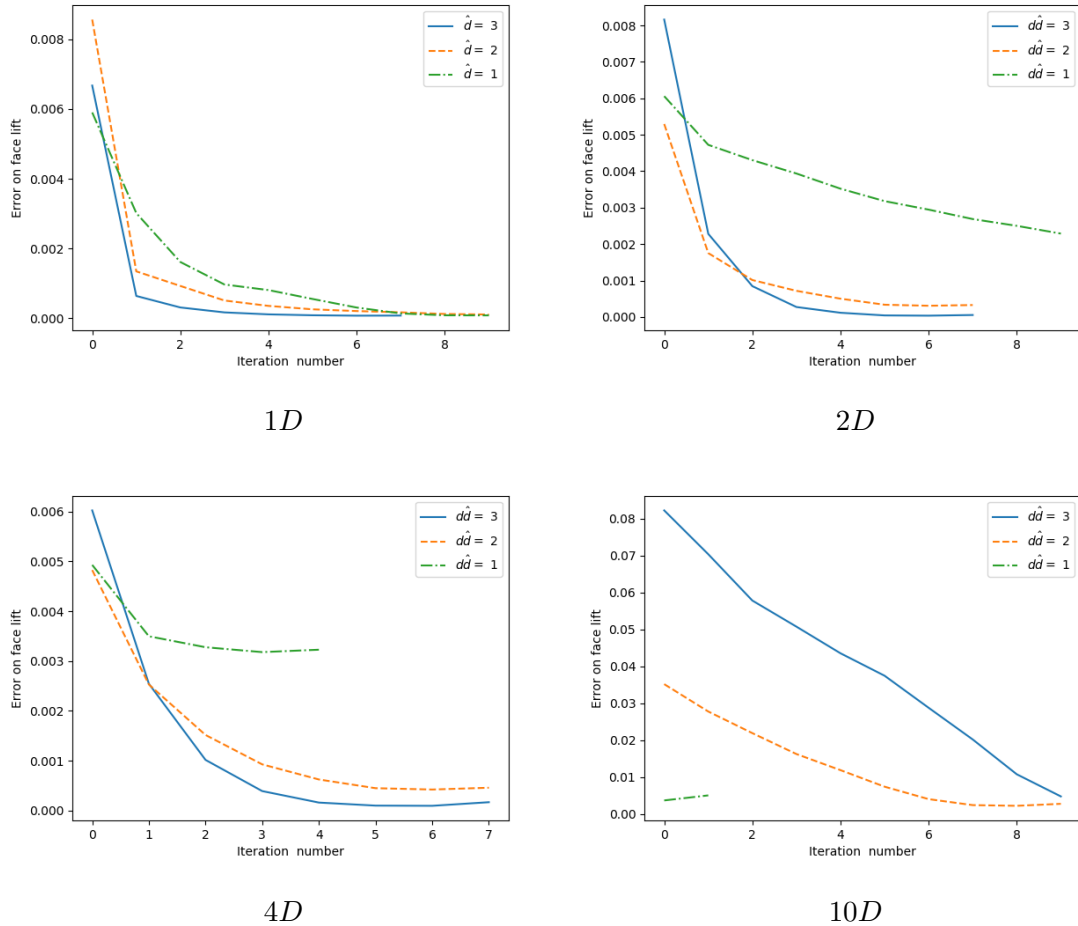 0.008
0.006
0.004
0.002
0.000
Error on face lift
0 2 4 6 8
Iteration number
d̂ = 3
d̂ = 2
d̂ = 1
1D
0.008
0.007
0.006
0.005
0.004
0.003
0.002
0.001
0.000
Error on face lift
0 2 4 6 8
Iteration number
dd̂ = 3
dd̂ = 2
dd̂ = 1
2D
0.006
0.005
0.004
0.003
0.002
0.001
0.000
Error on face lift
0 1 2 3 4 5 6 7
Iteration number
dd̂ = 3
dd̂ = 2
dd̂ = 1
4D
0.08
0.07
0.06
0.05
0.04
0.03
0.02
0.01
0.00
Error on face lift
0 2 4 6 8
Iteration number
dd̂ = 3
dd̂ = 2
dd̂ = 1
10D